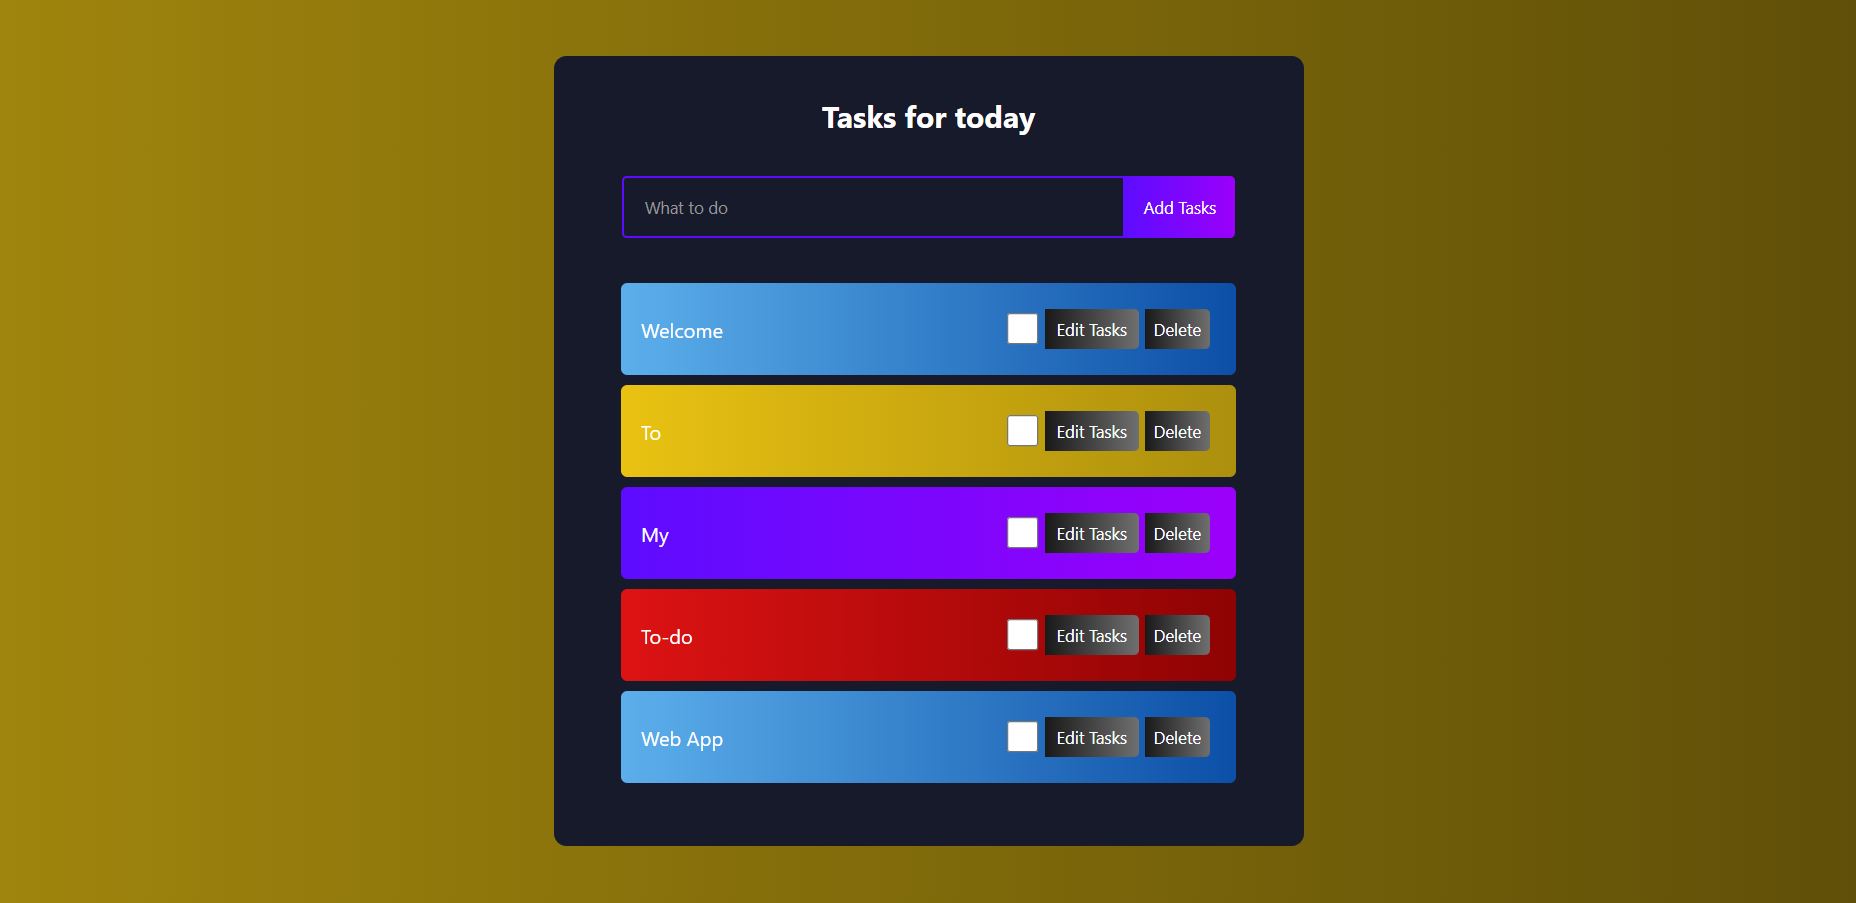 Tasks for today
What to do Add Tasks
Welcome Edit Tasks Delete
To Edit Tasks Delete
My Edit Tasks Delete
To-do Edit Tasks Delete
Web App Edit Tasks Delete